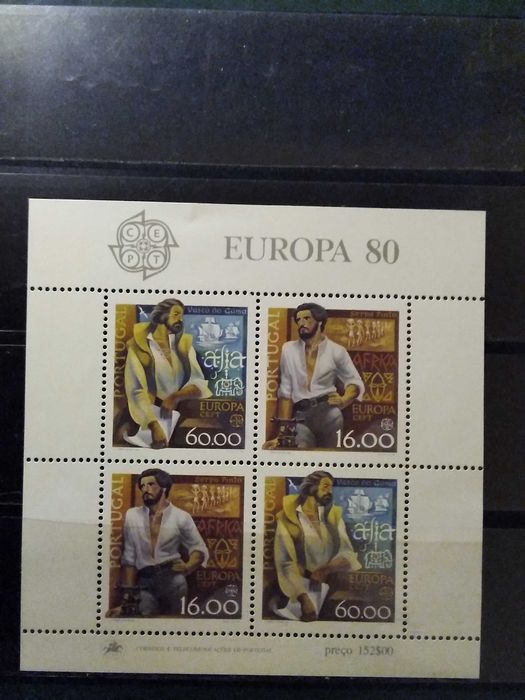 C E
P T
EUROPA 80
PORTUGAL
Vasco da Gama
aſia
EUROPA
CEPT
60.00
PORTUGAL
Serpa Pinto
AFRICA
EUROPA
CEPT
16.00
PORTUGAL
Serpa Pinto
AFRICA
EUROPA
CEPT
16.00
PORTUGAL
Vasco da Gama
aſia
EUROPA
CEPT
60.00
CORREIOS E TELECOMUNICAÇÕES DE PORTUGAL
preço 152$00